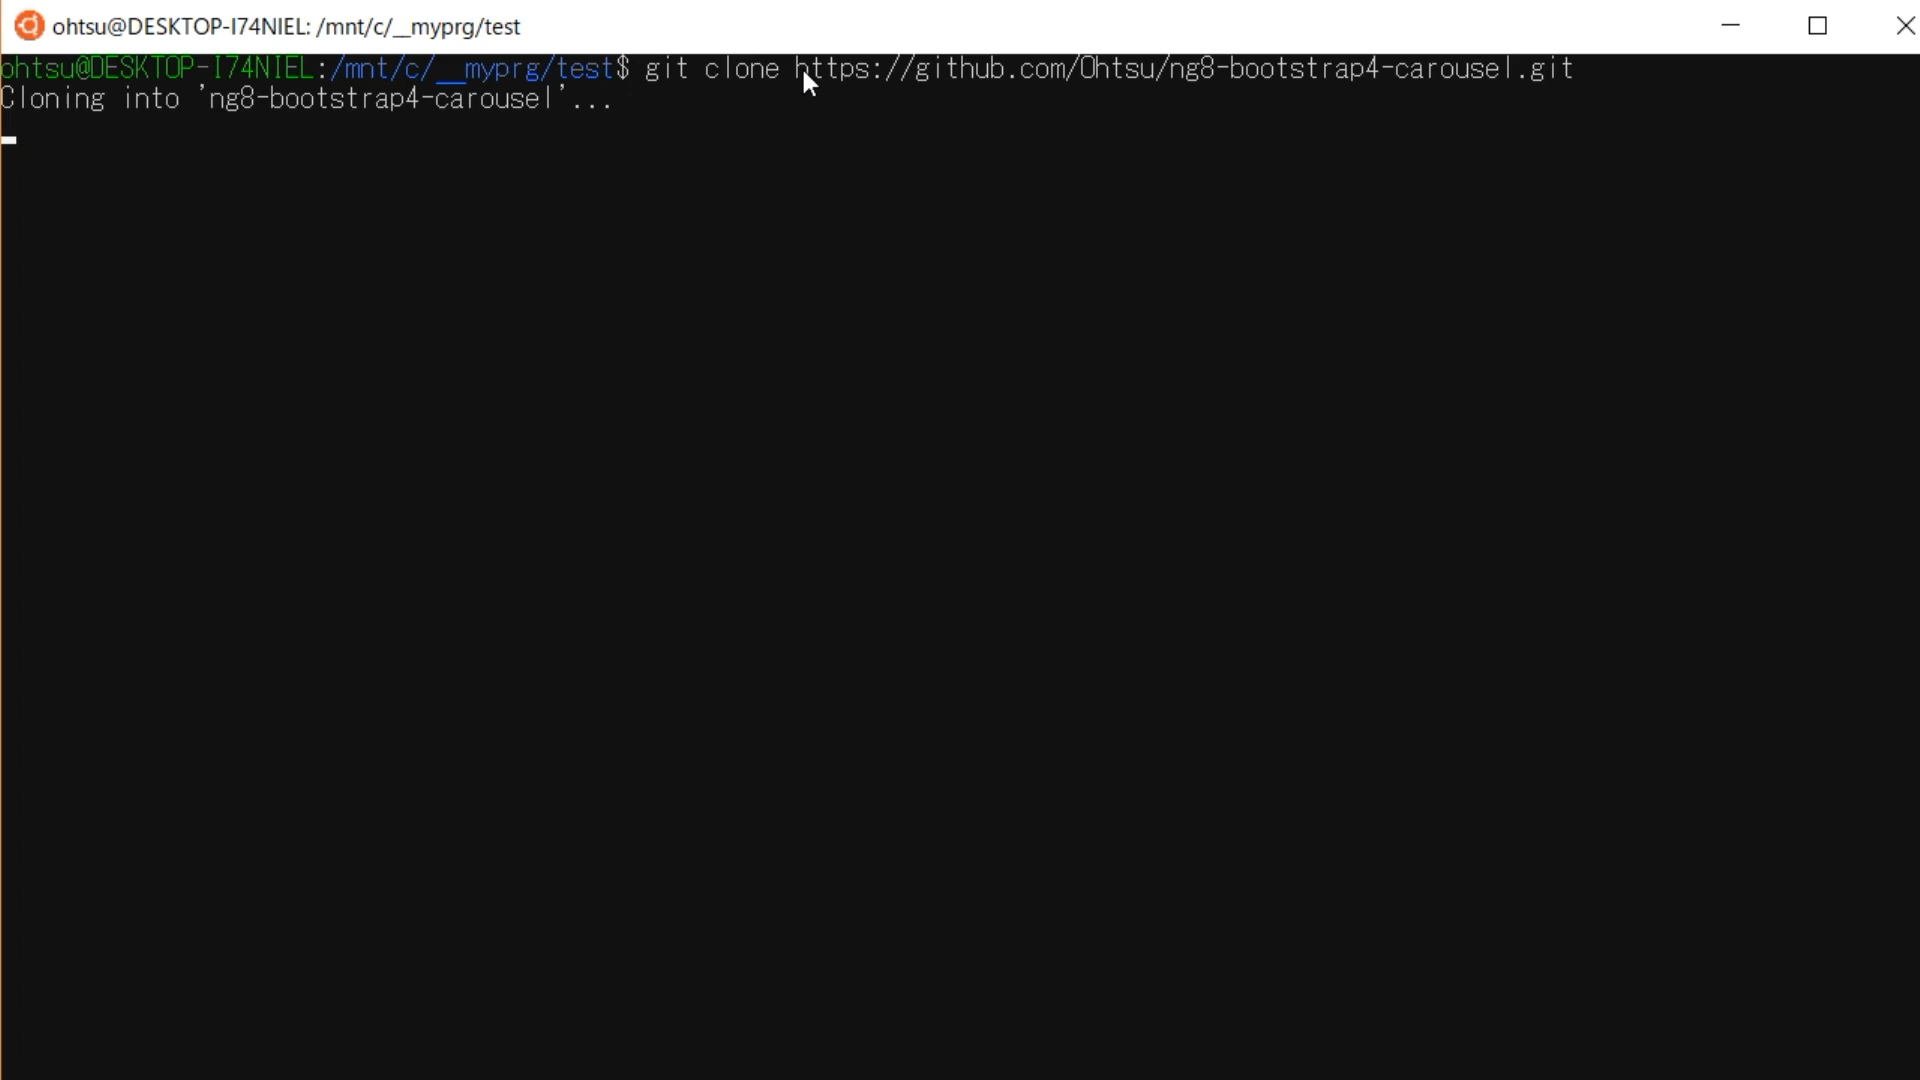 ohtsu@DESKTOP-I74NIEL: /mnt/c/__myprg/test
ohtsu@DESKTOP-I74NIEL:/mnt/c/__myprg/test$ git clone https://github.com/Ohtsu/ng8-bootstrap4-carousel.git
Cloning into 'ng8-bootstrap4-carousel'...